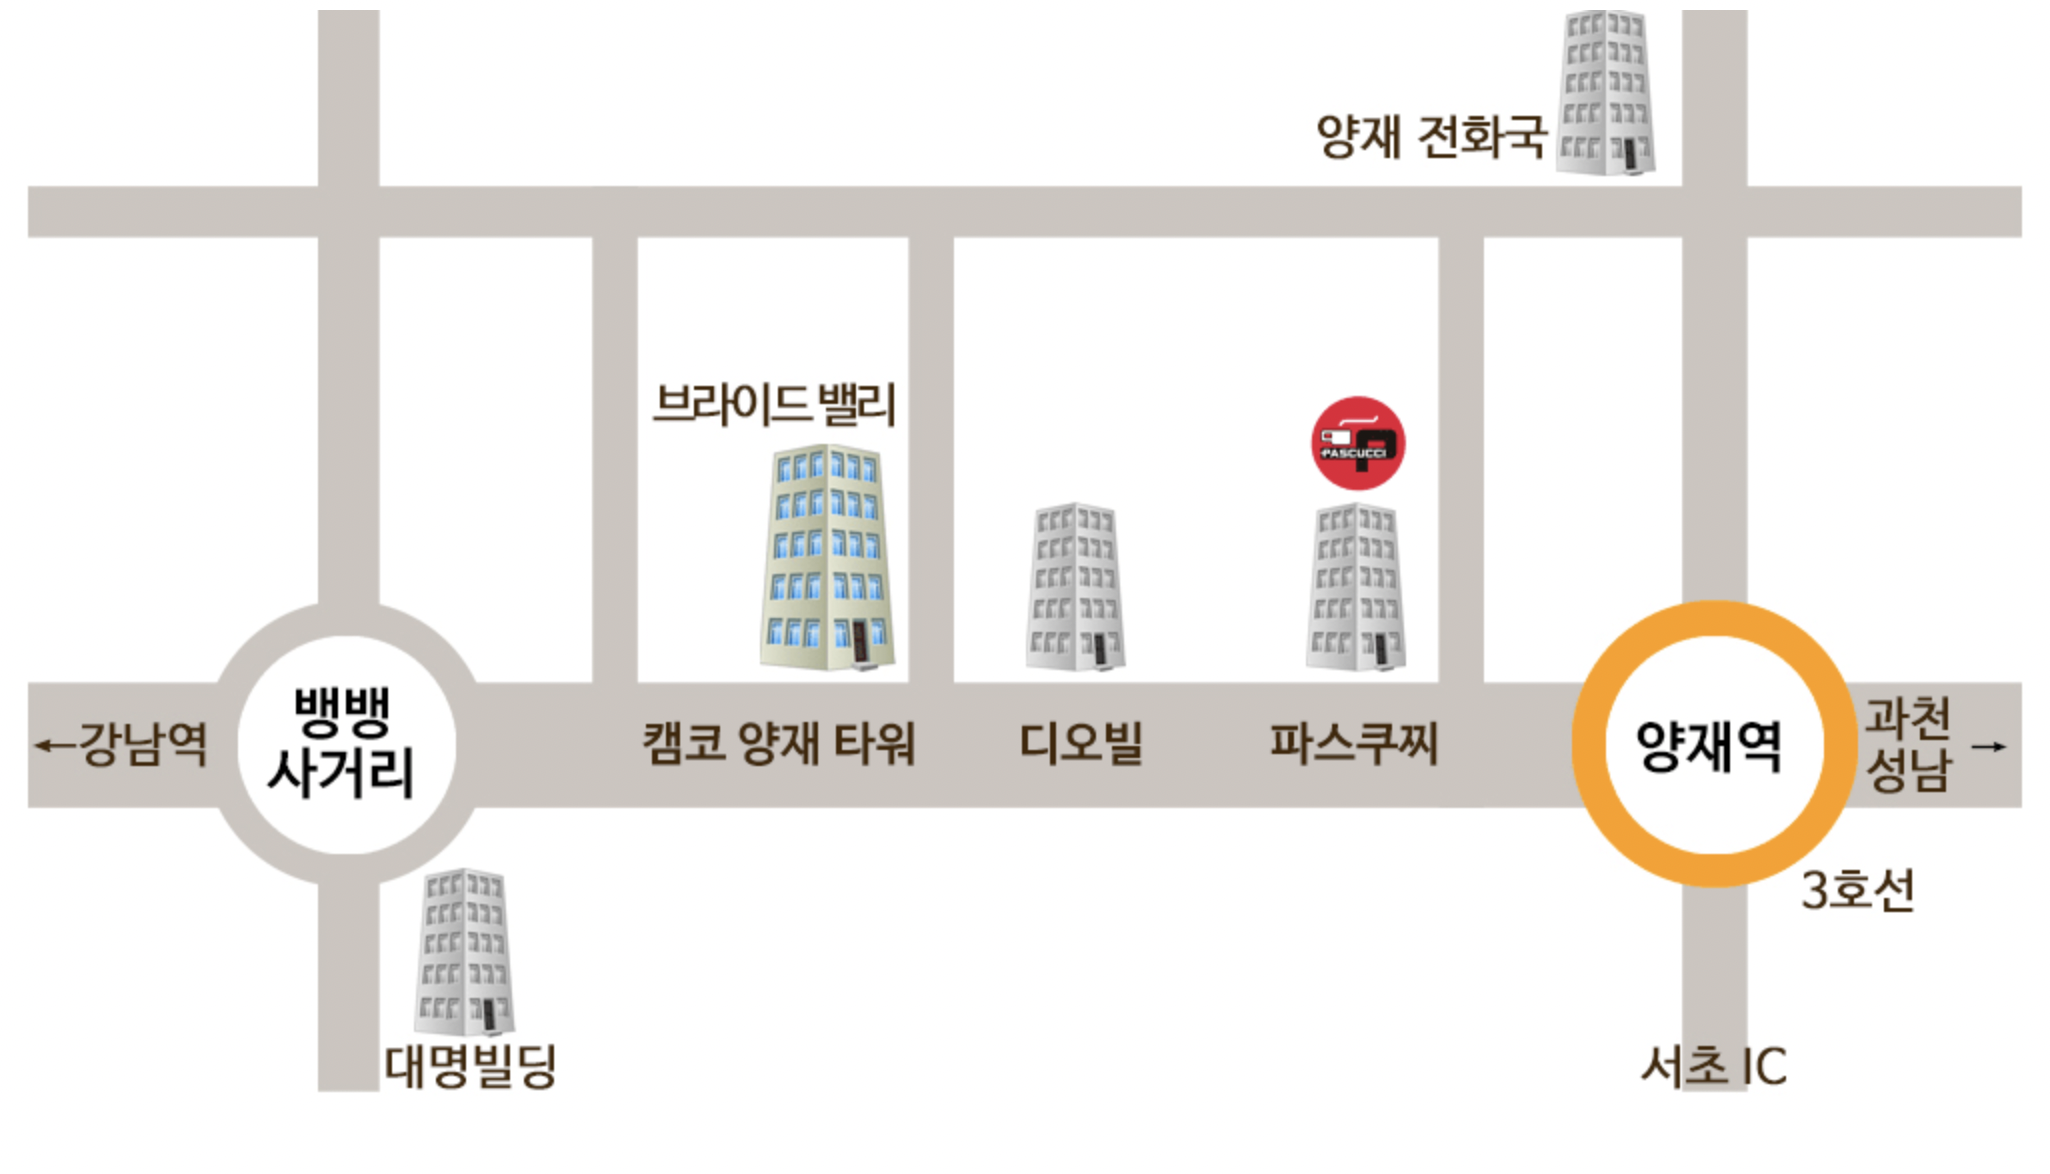 양재 전화국
브라이드 밸리
PASCUCCI
←강남역
뱅뱅
사거리
캠코 양재 타워
디오빌
파스쿠찌
양재역
과천
성남 →
3호선
대명빌딩
서초 IC